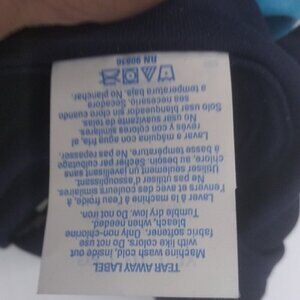 TEAR AWAY LABEL
Machine wash cold, inside out
with like colors. Do not use
fabric softener. Only non-chlorine
bleach, when needed.
Tumble dry low. Do not iron.
Laver à la machine à l'eau froide, à
l'envers avec des couleurs similaires.
Ne pas utiliser d'assouplissant.
Utiliser seulement un javellisant sans
chlore, au besoin. Sécher par culbutage
à basse température. Ne pas repasser.
Lavar a máquina con agua fría al
revés con colores similares.
No usar suavizante de telas.
Solo usar blanqueador sin cloro cuando
sea necesario. Secadora
a temperatura baja. No planchar.
RN 90836